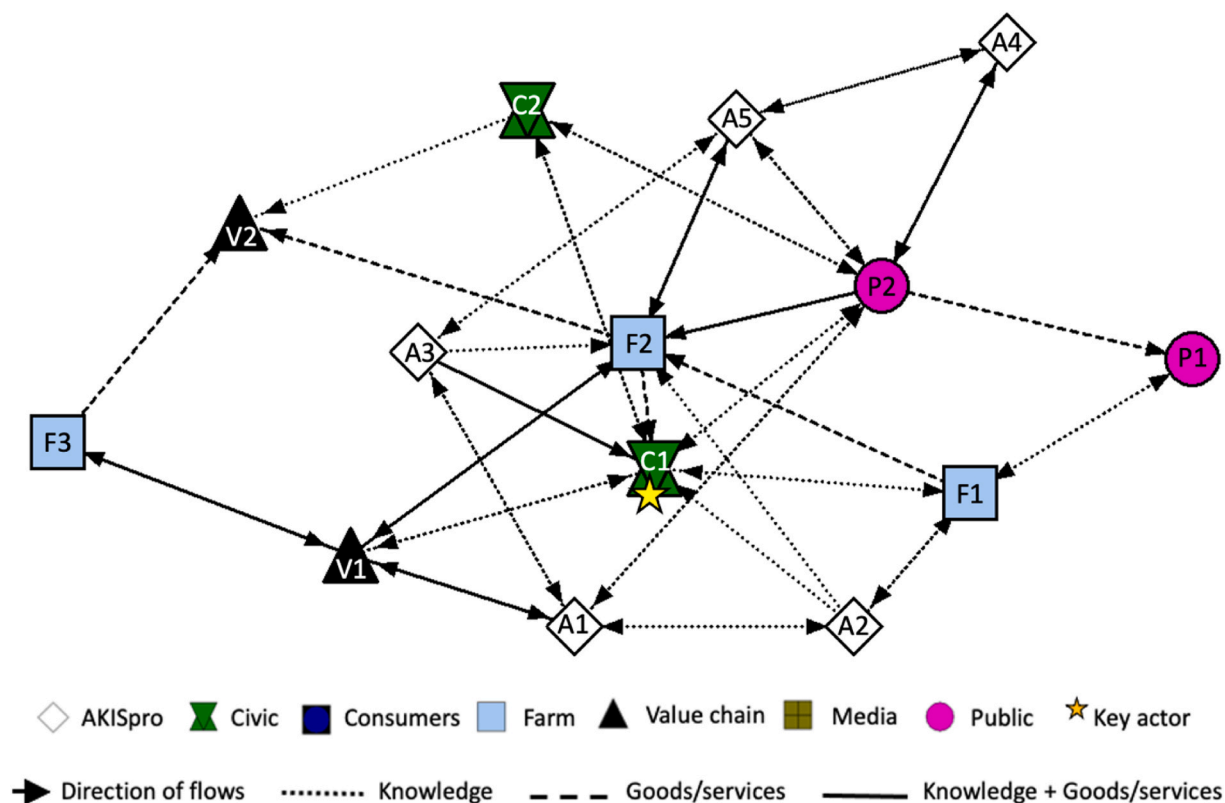 A4
C2
A5
V2
P2
F2
A3
P1
F3
C1
F1
V1
A1
A2
AKISpro
Civic
Consumers
Farm
Value chain
Media
Public
Key actor
Direction of flows
Knowledge
Goods/services
Knowledge + Goods/services